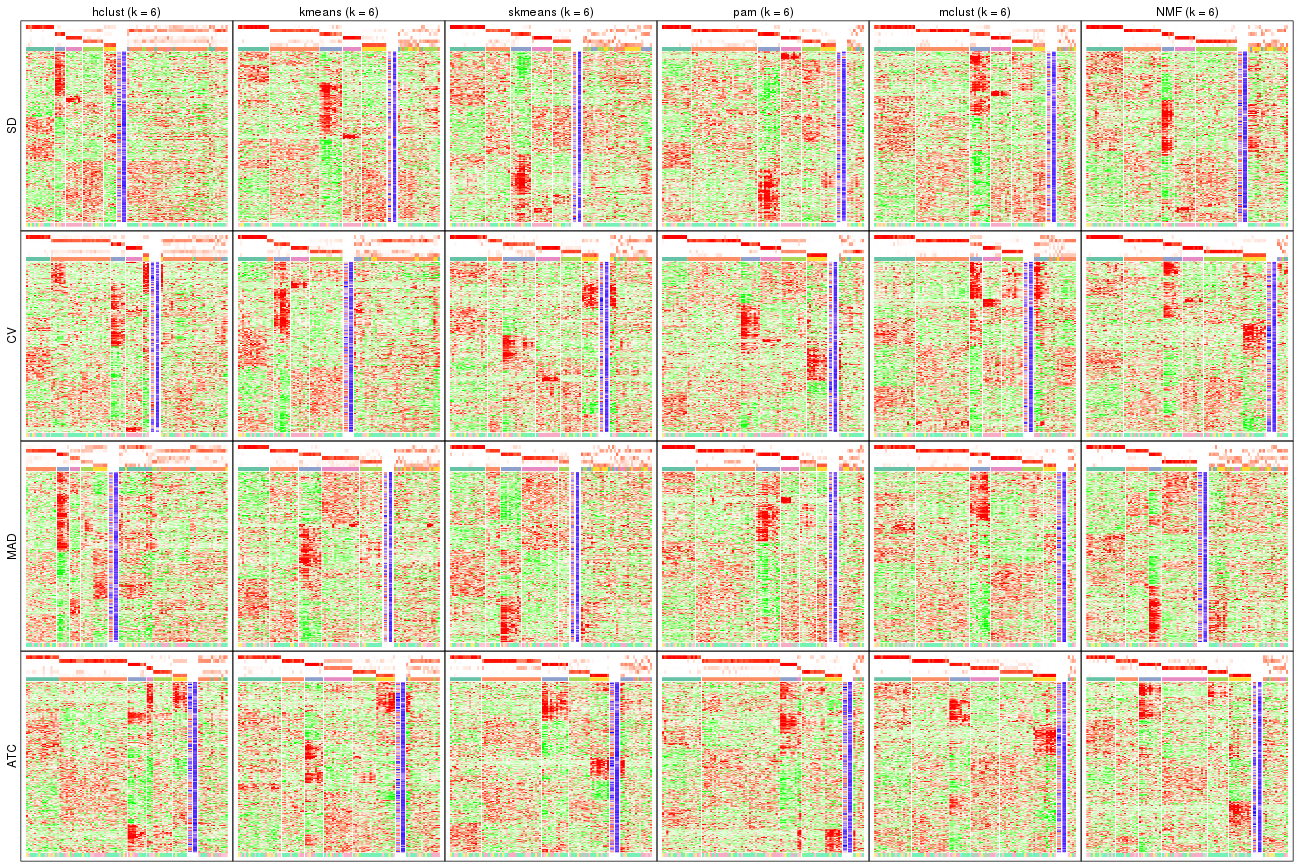 hclust (k = 6) kmeans (k = 6) skmeans (k = 6) pam (k = 6) mclust (k = 6) NMF (k = 6)
SD
CV
MAD
ATC